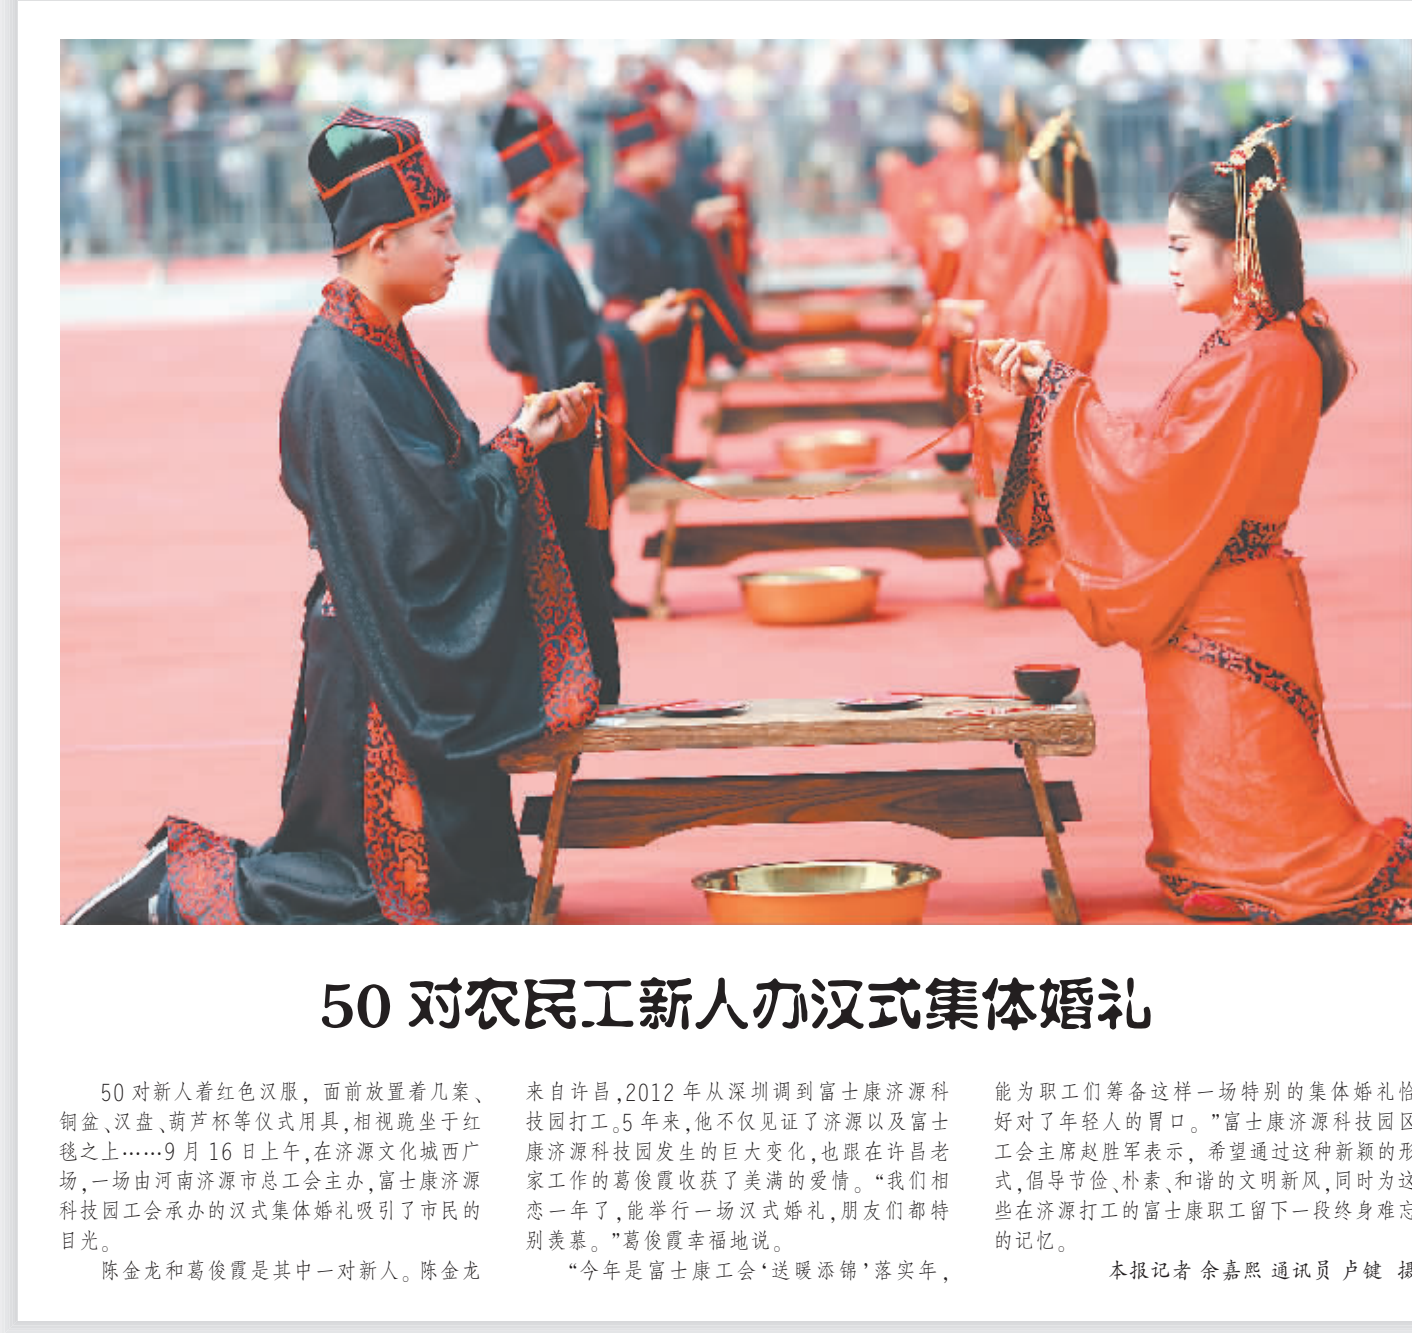 50 对农民工新人办汉式集体婚礼
50 对新人着红色汉服，面前放置着几案、
铜盆、汉盘、葫芦杯等仪式用具，相视跪坐于红
毯之上……9 月 16 日上午，在济源文化城西广
场，一场由河南济源市总工会主办，富士康济源
科技园工会承办的汉式集体婚礼吸引了市民的
目光。
陈金龙和葛俊霞是其中一对新人。陈金龙
来自许昌，2012 年从深圳调到富士康济源科
技园打工。5 年来，他不仅见证了济源以及富士
康济源科技园发生的巨大变化，也跟在许昌老
家工作的葛俊霞收获了美满的爱情。“我们相
恋一年了，能举行一场汉式婚礼，朋友们都特
别羡慕。”葛俊霞幸福地说。
“今年是富士康工会‘送暖添锦’落实年，
能为职工们筹备这样一场特别的集体婚礼恰
好对了年轻人的胃口。”富士康济源科技园区
工会主席赵胜军表示，希望通过这种新颖的形
式，倡导节俭、朴素、和谐的文明新风，同时为这
些在济源打工的富士康职工留下一段终身难忘
的记忆。
本报记者 余嘉熙 通讯员 卢键 摄